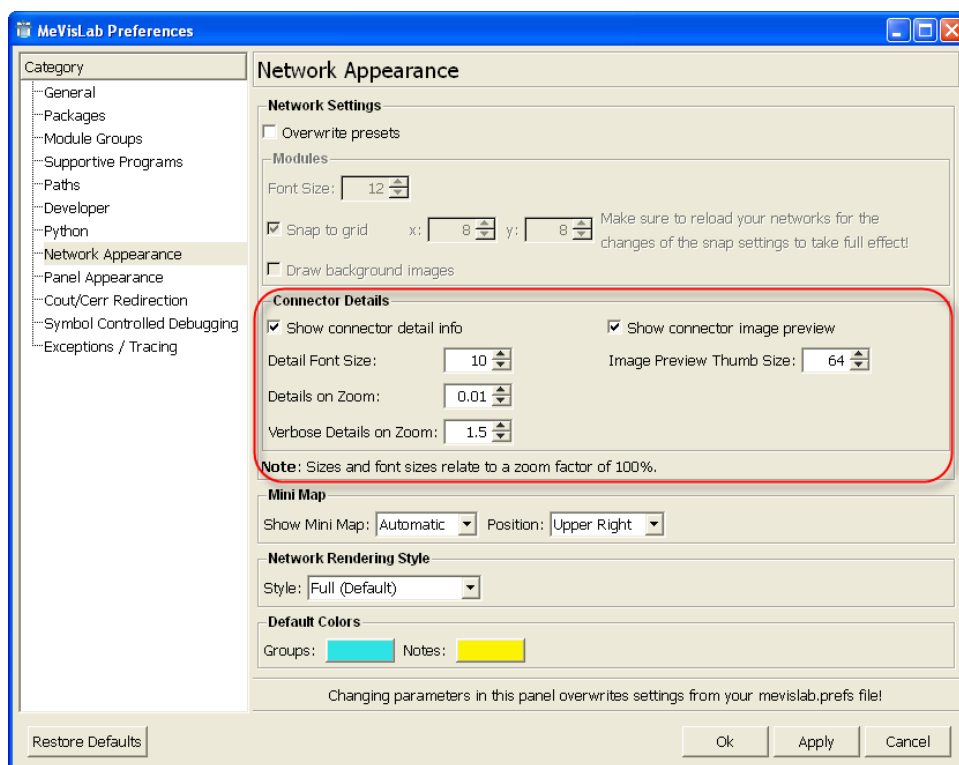 MeVisLab Preferences
Category
General
Packages
Module Groups
Supportive Programs
Paths
Developer
Python
Network Appearance
Panel Appearance
Cout/Cerr Redirection
Symbol Controlled Debugging
Exceptions / Tracing
Network Appearance
Network Settings
Overwrite presets
Modules
Font Size: 12
Snap to grid x: 8 y: 8 Make sure to reload your networks for the
changes of the snap settings to take full effect!
Draw background images
Connector Details
Show connector detail info Show connector image preview
Detail Font Size: 10 Image Preview Thumb Size: 64
Details on Zoom: 0.01
Verbose Details on Zoom: 1.5
Note: Sizes and font sizes relate to a zoom factor of 100%.
Mini Map
Show Mini Map: Automatic Position: Upper Right
Network Rendering Style
Style: Full (Default)
Default Colors
Groups: Notes:
Changing parameters in this panel overwrites settings from your mevislab.prefs file!
Restore Defaults Ok Apply Cancel